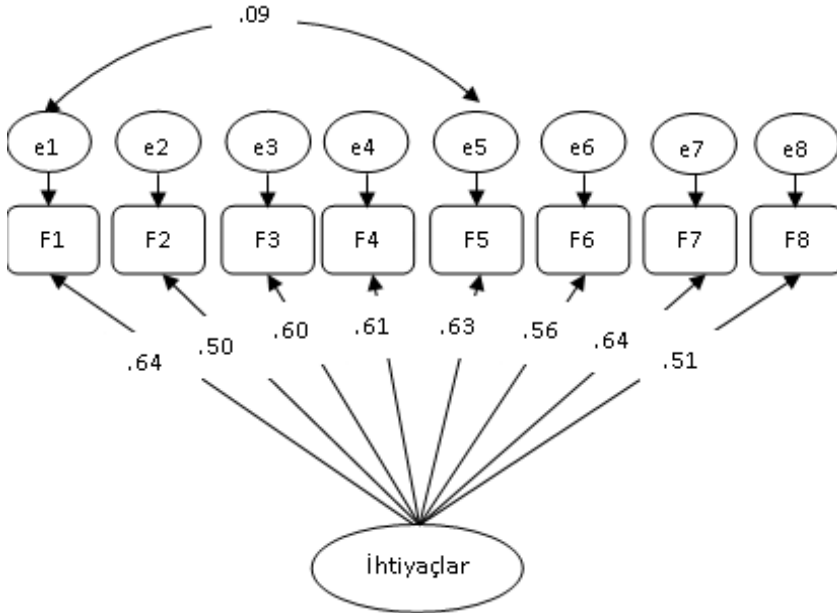 .09
e1 e2 e3 e4 e5 e6 e7 e8
F1 F2 F3 F4 F5 F6 F7 F8
.64 .50 .60 .61 .63 .56 .64 .51
İhtiyaçlar